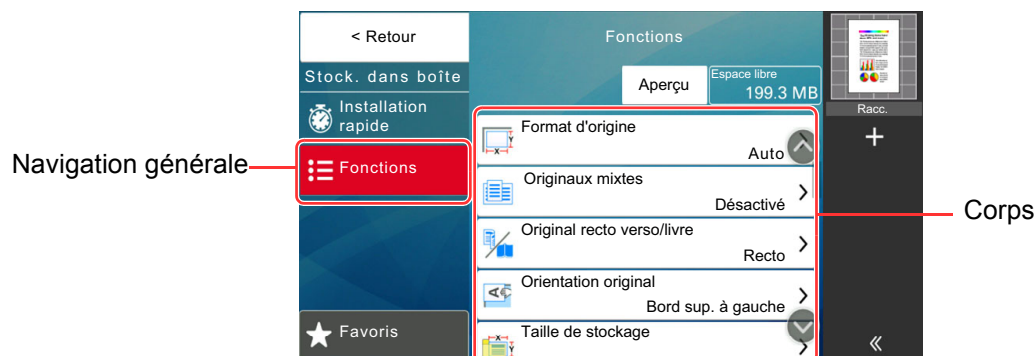 < Retour
Fonctions
Stock. dans boîte
Aperçu
Espace libre
199.3 MB
Installation
rapide
Racc.
Format d'origine
Auto
Navigation générale
Fonctions
Originaux mixtes
Désactivé
Corps
Original recto verso/livre
Recto
Orientation original
Bord sup. à gauche
Favoris
Taille de stockage